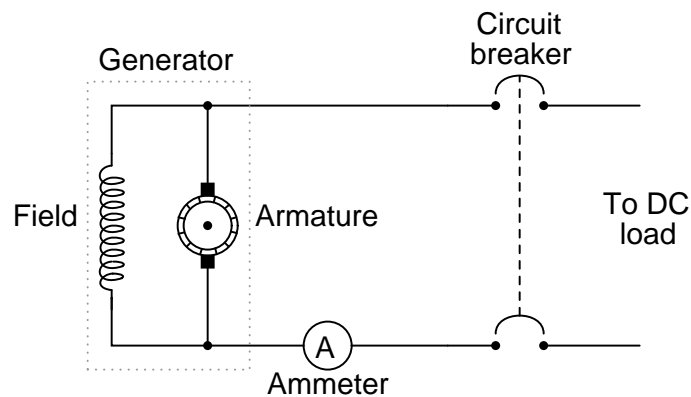 Circuit
breaker
Generator
Field
Armature
To DC
load
A
Ammeter